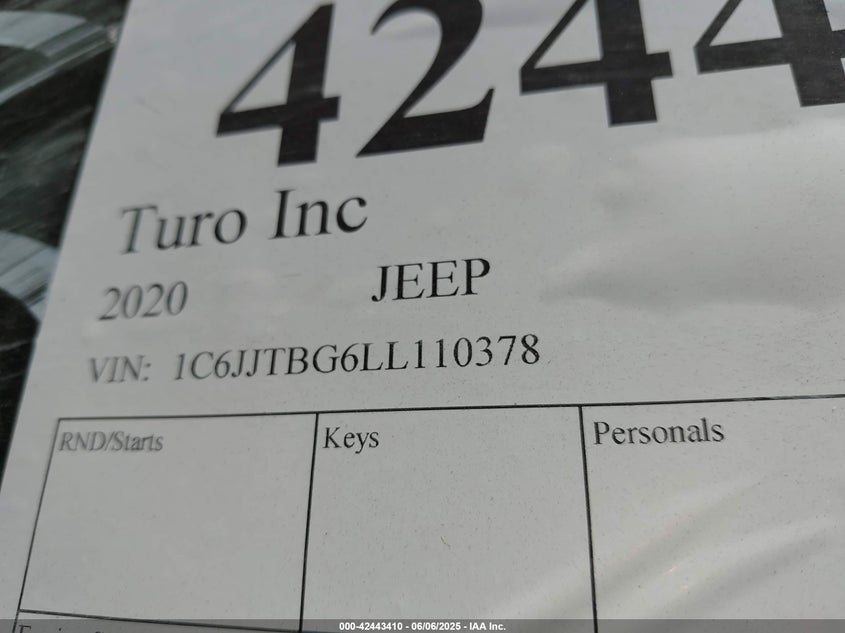 4244
Turo Inc
2020 JEEP
VIN: 1C6JJTBG6LL110378
RND/Starts Keys Personals
000-42443410 - 06/06/2025 - IAA Inc.